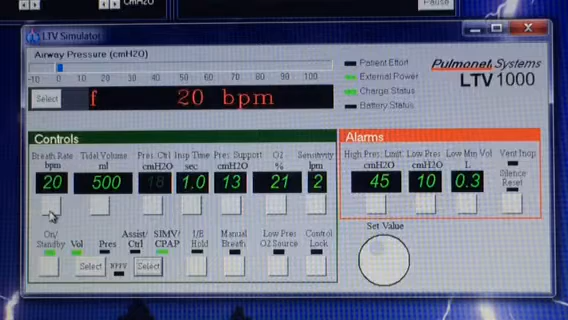 CmH2O
Pause
LTV Simulator
Airway Pressure (cmH2O)
-10 0 10 20 30 40 50 60 70 80 90 100
Patient Effort
External Power
Charge Status
Battery Status
Pulmonet Systems
LTV 1000
Select
f 20 bpm
Controls
Alarms
Breath Rate Tidal Volume Pres. Ctrl Insp Time Pres. Support O2 Sensitivity
bpm ml cmH2O sec cmH2O % L/min
20 500 18 1.0 13 21 2
High Pres. Limit Low Pres Low Min Vol Vent Inop
cmH2O cmH2O L
45 10 0.3
Silence
Reset
Set Value
On/
Standby
Vol Pres
Assist/
Ctrl
SIMV/
CPAP
I/E
Hold
Manual
Breath
Low Pres
O2 Source
Control
Lock
Select
NPPV
Select